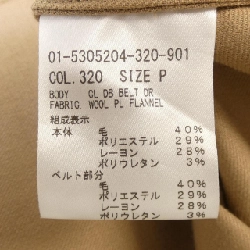 01-5305204-320-901
COL. 320 SIZE P
BODY GL DB BELT OR
FABRIC. WOOL PL FLANNEL
組成表示
本体 毛 40%
ポリエステル 29%
レーヨン 28%
ポリウレタン 3%
ベルト部分
毛 40%
ポリエステル 29%
レーヨン 28%
ポリウレタン 3%